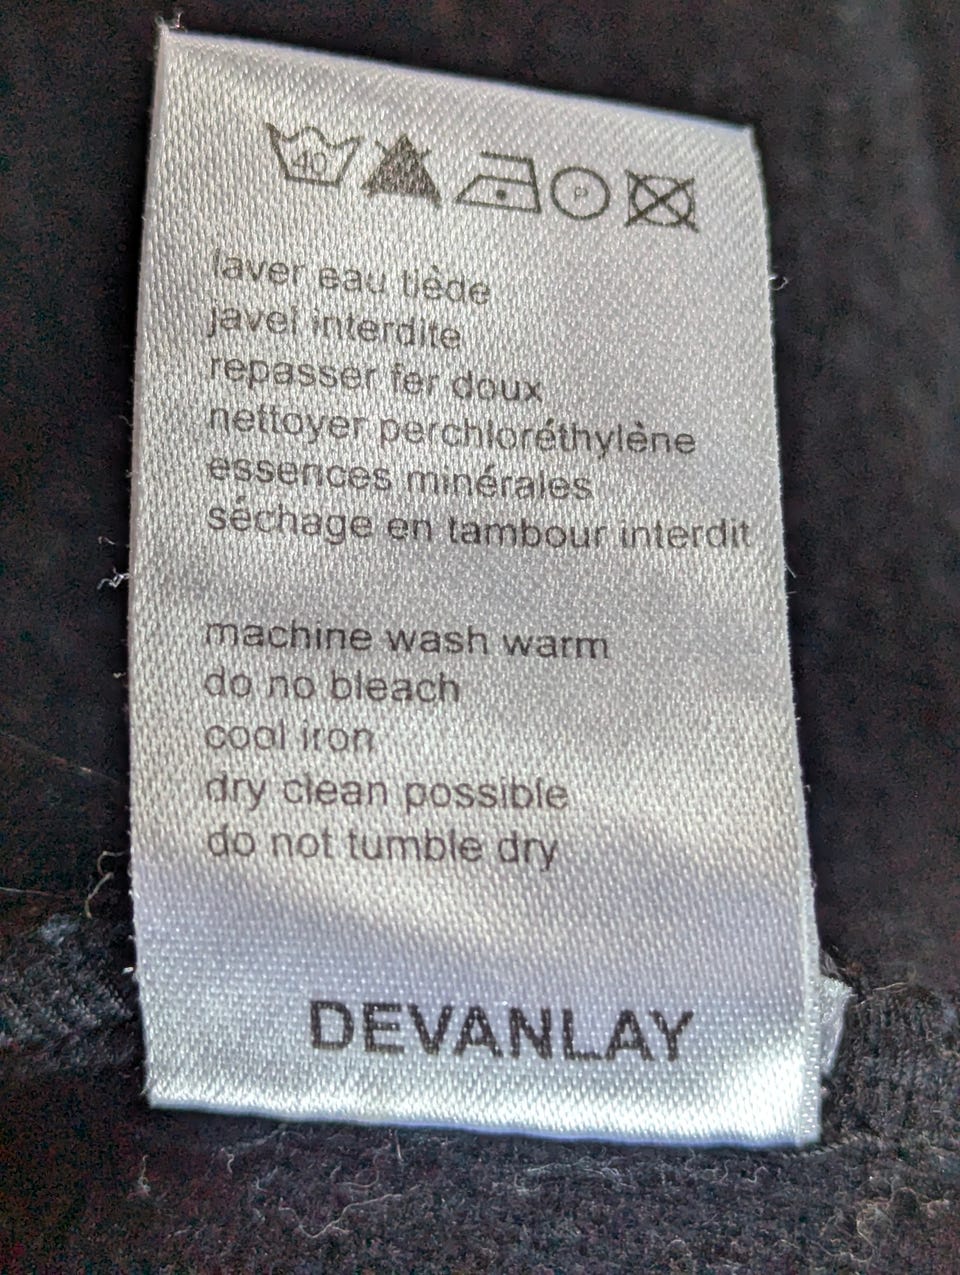 40 P
laver eau tiède
javel interdite
repasser fer doux
nettoyer perchloréthylène
essences minérales
séchage en tambour interdit
machine wash warm
do no bleach
cool iron
dry clean possible
do not tumble dry
DEVANLAY